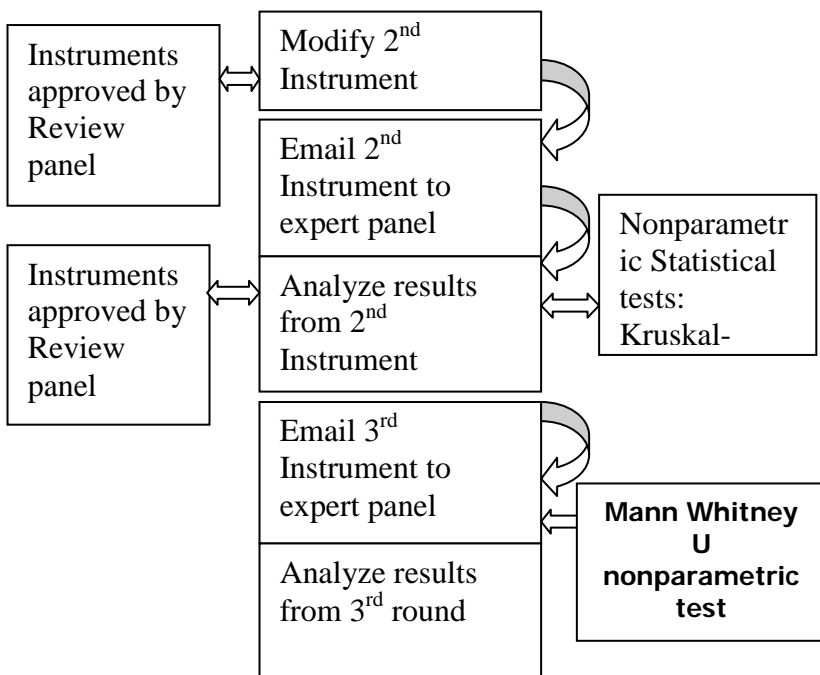 Instruments
approved by
Review
panel
Modify 2nd
Instrument
Email 2nd
Instrument to
expert panel
Instruments
approved by
Review
panel
Analyze results
from 2nd
Instrument
Nonparametr
ic Statistical
tests:
Kruskal-
Email 3rd
Instrument to
expert panel
Mann Whitney
U
nonparametric
test
Analyze results
from 3rd round